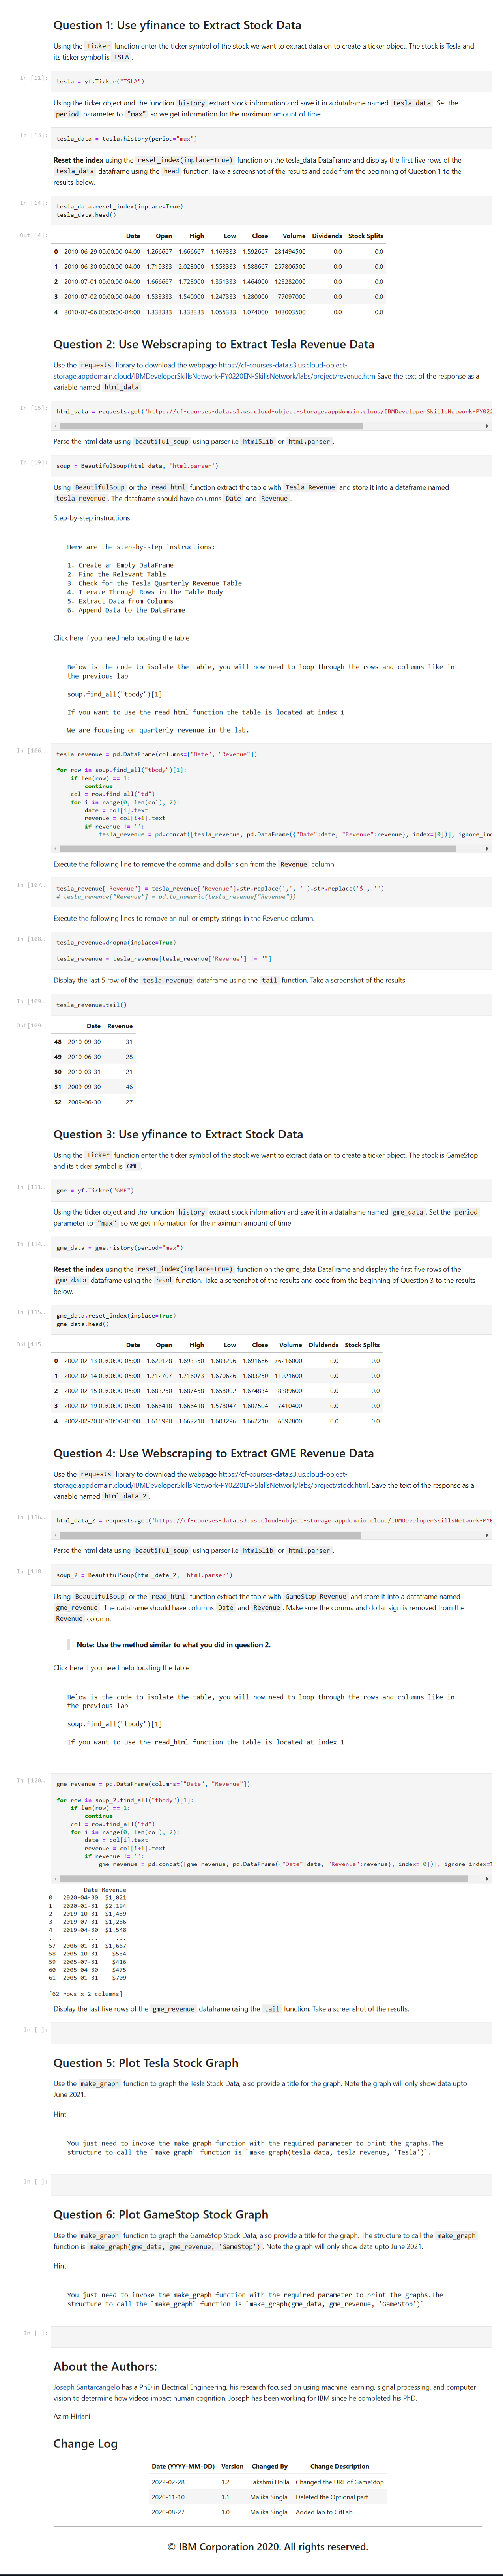 Question 1: Use yfinance to Extract Stock Data
Using the Ticker function enter the ticker symbol of the stock we want to extract data on to create a ticker object. The stock is Tesla and
its ticker symbol is TSLA.
In [11]: tesla = yf.Ticker("TSLA")
Using the ticker object and the function history extract stock information and save it in a dataframe named tesla_data. Set the
period parameter to "max" so we get information for the maximum amount of time.
In [13]: tesla_data = tesla.history(period="max")
Reset the index using the reset_index(inplace=True) function on the tesla_data DataFrame and display the first five rows of the
tesla_data dataframe using the head function. Take a screenshot of the results and code from the beginning of Question 1 to the
results below.
In [14]: tesla_data.reset_index(inplace=True)
tesla_data.head()
Out[14]: Date Open High Low Close Volume Dividends Stock Splits
0 2010-06-29 00:00:00-04:00 1.266667 1.666667 1.169333 1.592667 281494500 0.0 0.0
1 2010-06-30 00:00:00-04:00 1.719333 2.028000 1.553333 1.588667 257806500 0.0 0.0
2 2010-07-01 00:00:00-04:00 1.666667 1.728000 1.351333 1.464000 123282000 0.0 0.0
3 2010-07-02 00:00:00-04:00 1.533333 1.540000 1.247333 1.280000 77097000 0.0 0.0
4 2010-07-06 00:00:00-04:00 1.333333 1.333333 1.055333 1.074000 103003500 0.0 0.0
Question 2: Use Webscraping to Extract Tesla Revenue Data
Use the requests library to download the webpage https://cf-courses-data.s3.us.cloud-object-
storage.appdomain.cloud/IBMDeveloperSkillsNetwork-PY0220EN-SkillsNetwork/labs/project/revenue.htm Save the text of the response as a
variable named html_data.
In [15]: html_data = requests.get('https://cf-courses-data.s3.us.cloud-object-storage.appdomain.cloud/IBMDeveloperSkillsNetwork-PY022
Parse the html data using beautiful_soup using parser i.e html5lib or html.parser.
In [19]: soup = BeautifulSoup(html_data, 'html.parser')
Using BeautifulSoup or the read_html function extract the table with Tesla Revenue and store it into a dataframe named
tesla_revenue. The dataframe should have columns Date and Revenue.
Step-by-step instructions
Here are the step-by-step instructions:
1. Create an Empty DataFrame
2. Find the Relevant Table
3. Check for the Tesla Quarterly Revenue Table
4. Iterate Through Rows in the Table Body
5. Extract Data from Columns
6. Append Data to the DataFrame
Click here if you need help locating the table
Below is the code to isolate the table, you will now need to loop through the rows and columns like in
the previous lab
soup.find_all("tbody")[1]
If you want to use the read_html function the table is located at index 1
We are focusing on quarterly revenue in the lab.
In [106… tesla_revenue = pd.DataFrame(columns=["Date", "Revenue"])
for row in soup.find_all("tbody")[1]:
if len(row) == 1:
continue
col = row.find_all("td")
for i in range(0, len(col), 2):
date = col[i].text
revenue = col[i+1].text
if revenue != '':
tesla_revenue = pd.concat([tesla_revenue, pd.DataFrame({"Date":date, "Revenue":revenue}, index=[0])], ignore_ind
Execute the following line to remove the comma and dollar sign from the Revenue column.
In [107… tesla_revenue["Revenue"] = tesla_revenue["Revenue"].str.replace(',', '').str.replace('$', '')
# tesla_revenue["Revenue"] = pd.to_numeric(tesla_revenue["Revenue"])
Execute the following lines to remove an null or empty strings in the Revenue column.
In [108… tesla_revenue.dropna(inplace=True)
tesla_revenue = tesla_revenue[tesla_revenue['Revenue'] != ""]
Display the last 5 row of the tesla_revenue dataframe using the tail function. Take a screenshot of the results.
In [109… tesla_revenue.tail()
Out[109… Date Revenue
48 2010-09-30 31
49 2010-06-30 28
50 2010-03-31 21
51 2009-09-30 46
52 2009-06-30 27
Question 3: Use yfinance to Extract Stock Data
Using the Ticker function enter the ticker symbol of the stock we want to extract data on to create a ticker object. The stock is GameStop
and its ticker symbol is GME.
In [111… gme = yf.Ticker("GME")
Using the ticker object and the function history extract stock information and save it in a dataframe named gme_data. Set the period
parameter to "max" so we get information for the maximum amount of time.
In [114… gme_data = gme.history(period="max")
Reset the index using the reset_index(inplace=True) function on the gme_data DataFrame and display the first five rows of the
gme_data dataframe using the head function. Take a screenshot of the results and code from the beginning of Question 3 to the results
below.
In [115… gme_data.reset_index(inplace=True)
gme_data.head()
Out[115… Date Open High Low Close Volume Dividends Stock Splits
0 2002-02-13 00:00:00-05:00 1.620128 1.693350 1.603296 1.691666 76216000 0.0 0.0
1 2002-02-14 00:00:00-05:00 1.712707 1.716073 1.670626 1.683250 11021600 0.0 0.0
2 2002-02-15 00:00:00-05:00 1.683250 1.687458 1.658002 1.674834 8389600 0.0 0.0
3 2002-02-19 00:00:00-05:00 1.666418 1.666418 1.578047 1.607504 7410400 0.0 0.0
4 2002-02-20 00:00:00-05:00 1.615920 1.662210 1.603296 1.662210 6892800 0.0 0.0
Question 4: Use Webscraping to Extract GME Revenue Data
Use the requests library to download the webpage https://cf-courses-data.s3.us.cloud-object-
storage.appdomain.cloud/IBMDeveloperSkillsNetwork-PY0220EN-SkillsNetwork/labs/project/stock.html. Save the text of the response as a
variable named html_data_2.
In [116… html_data_2 = requests.get('https://cf-courses-data.s3.us.cloud-object-storage.appdomain.cloud/IBMDeveloperSkillsNetwork-PY0
Parse the html data using beautiful_soup using parser i.e html5lib or html.parser.
In [118… soup_2 = BeautifulSoup(html_data_2, 'html.parser')
Using BeautifulSoup or the read_html function extract the table with GameStop Revenue and store it into a dataframe named
gme_revenue. The dataframe should have columns Date and Revenue. Make sure the comma and dollar sign is removed from the
Revenue column.
Note: Use the method similar to what you did in question 2.
Click here if you need help locating the table
Below is the code to isolate the table, you will now need to loop through the rows and columns like in
the previous lab
soup.find_all("tbody")[1]
If you want to use the read_html function the table is located at index 1
In [120… gme_revenue = pd.DataFrame(columns=["Date", "Revenue"])
for row in soup_2.find_all("tbody")[1]:
if len(row) == 1:
continue
col = row.find_all("td")
for i in range(0, len(col), 2):
date = col[i].text
revenue = col[i+1].text
if revenue != '':
gme_revenue = pd.concat([gme_revenue, pd.DataFrame({"Date":date, "Revenue":revenue}, index=[0])], ignore_index=T
Date Revenue
0 2020-04-30 $1,021
1 2020-01-31 $2,194
2 2019-10-31 $1,439
3 2019-07-31 $1,286
4 2019-04-30 $1,548
.. ... ...
57 2006-01-31 $1,667
58 2005-10-31 $534
59 2005-07-31 $416
60 2005-04-30 $475
61 2005-01-31 $709
[62 rows x 2 columns]
Display the last five rows of the gme_revenue dataframe using the tail function. Take a screenshot of the results.
In [ ]:
Question 5: Plot Tesla Stock Graph
Use the make_graph function to graph the Tesla Stock Data, also provide a title for the graph. Note the graph will only show data upto
June 2021.
Hint
You just need to invoke the make_graph function with the required parameter to print the graphs.The
structure to call the `make_graph` function is `make_graph(tesla_data, tesla_revenue, 'Tesla')`.
In [ ]:
Question 6: Plot GameStop Stock Graph
Use the make_graph function to graph the GameStop Stock Data, also provide a title for the graph. The structure to call the make_graph
function is make_graph(gme_data, gme_revenue, 'GameStop'). Note the graph will only show data upto June 2021.
Hint
You just need to invoke the make_graph function with the required parameter to print the graphs.The
structure to call the `make_graph` function is `make_graph(gme_data, gme_revenue, 'GameStop')`
In [ ]:
About the Authors:
Joseph Santarcangelo has a PhD in Electrical Engineering, his research focused on using machine learning, signal processing, and computer
vision to determine how videos impact human cognition. Joseph has been working for IBM since he completed his PhD.
Azim Hirjani
Change Log
Date (YYYY-MM-DD) Version Changed By Change Description
2022-02-28 1.2 Lakshmi Holla Changed the URL of GameStop
2020-11-10 1.1 Malika Singla Deleted the Optional part
2020-08-27 1.0 Malika Singla Added lab to GitLab
© IBM Corporation 2020. All rights reserved.